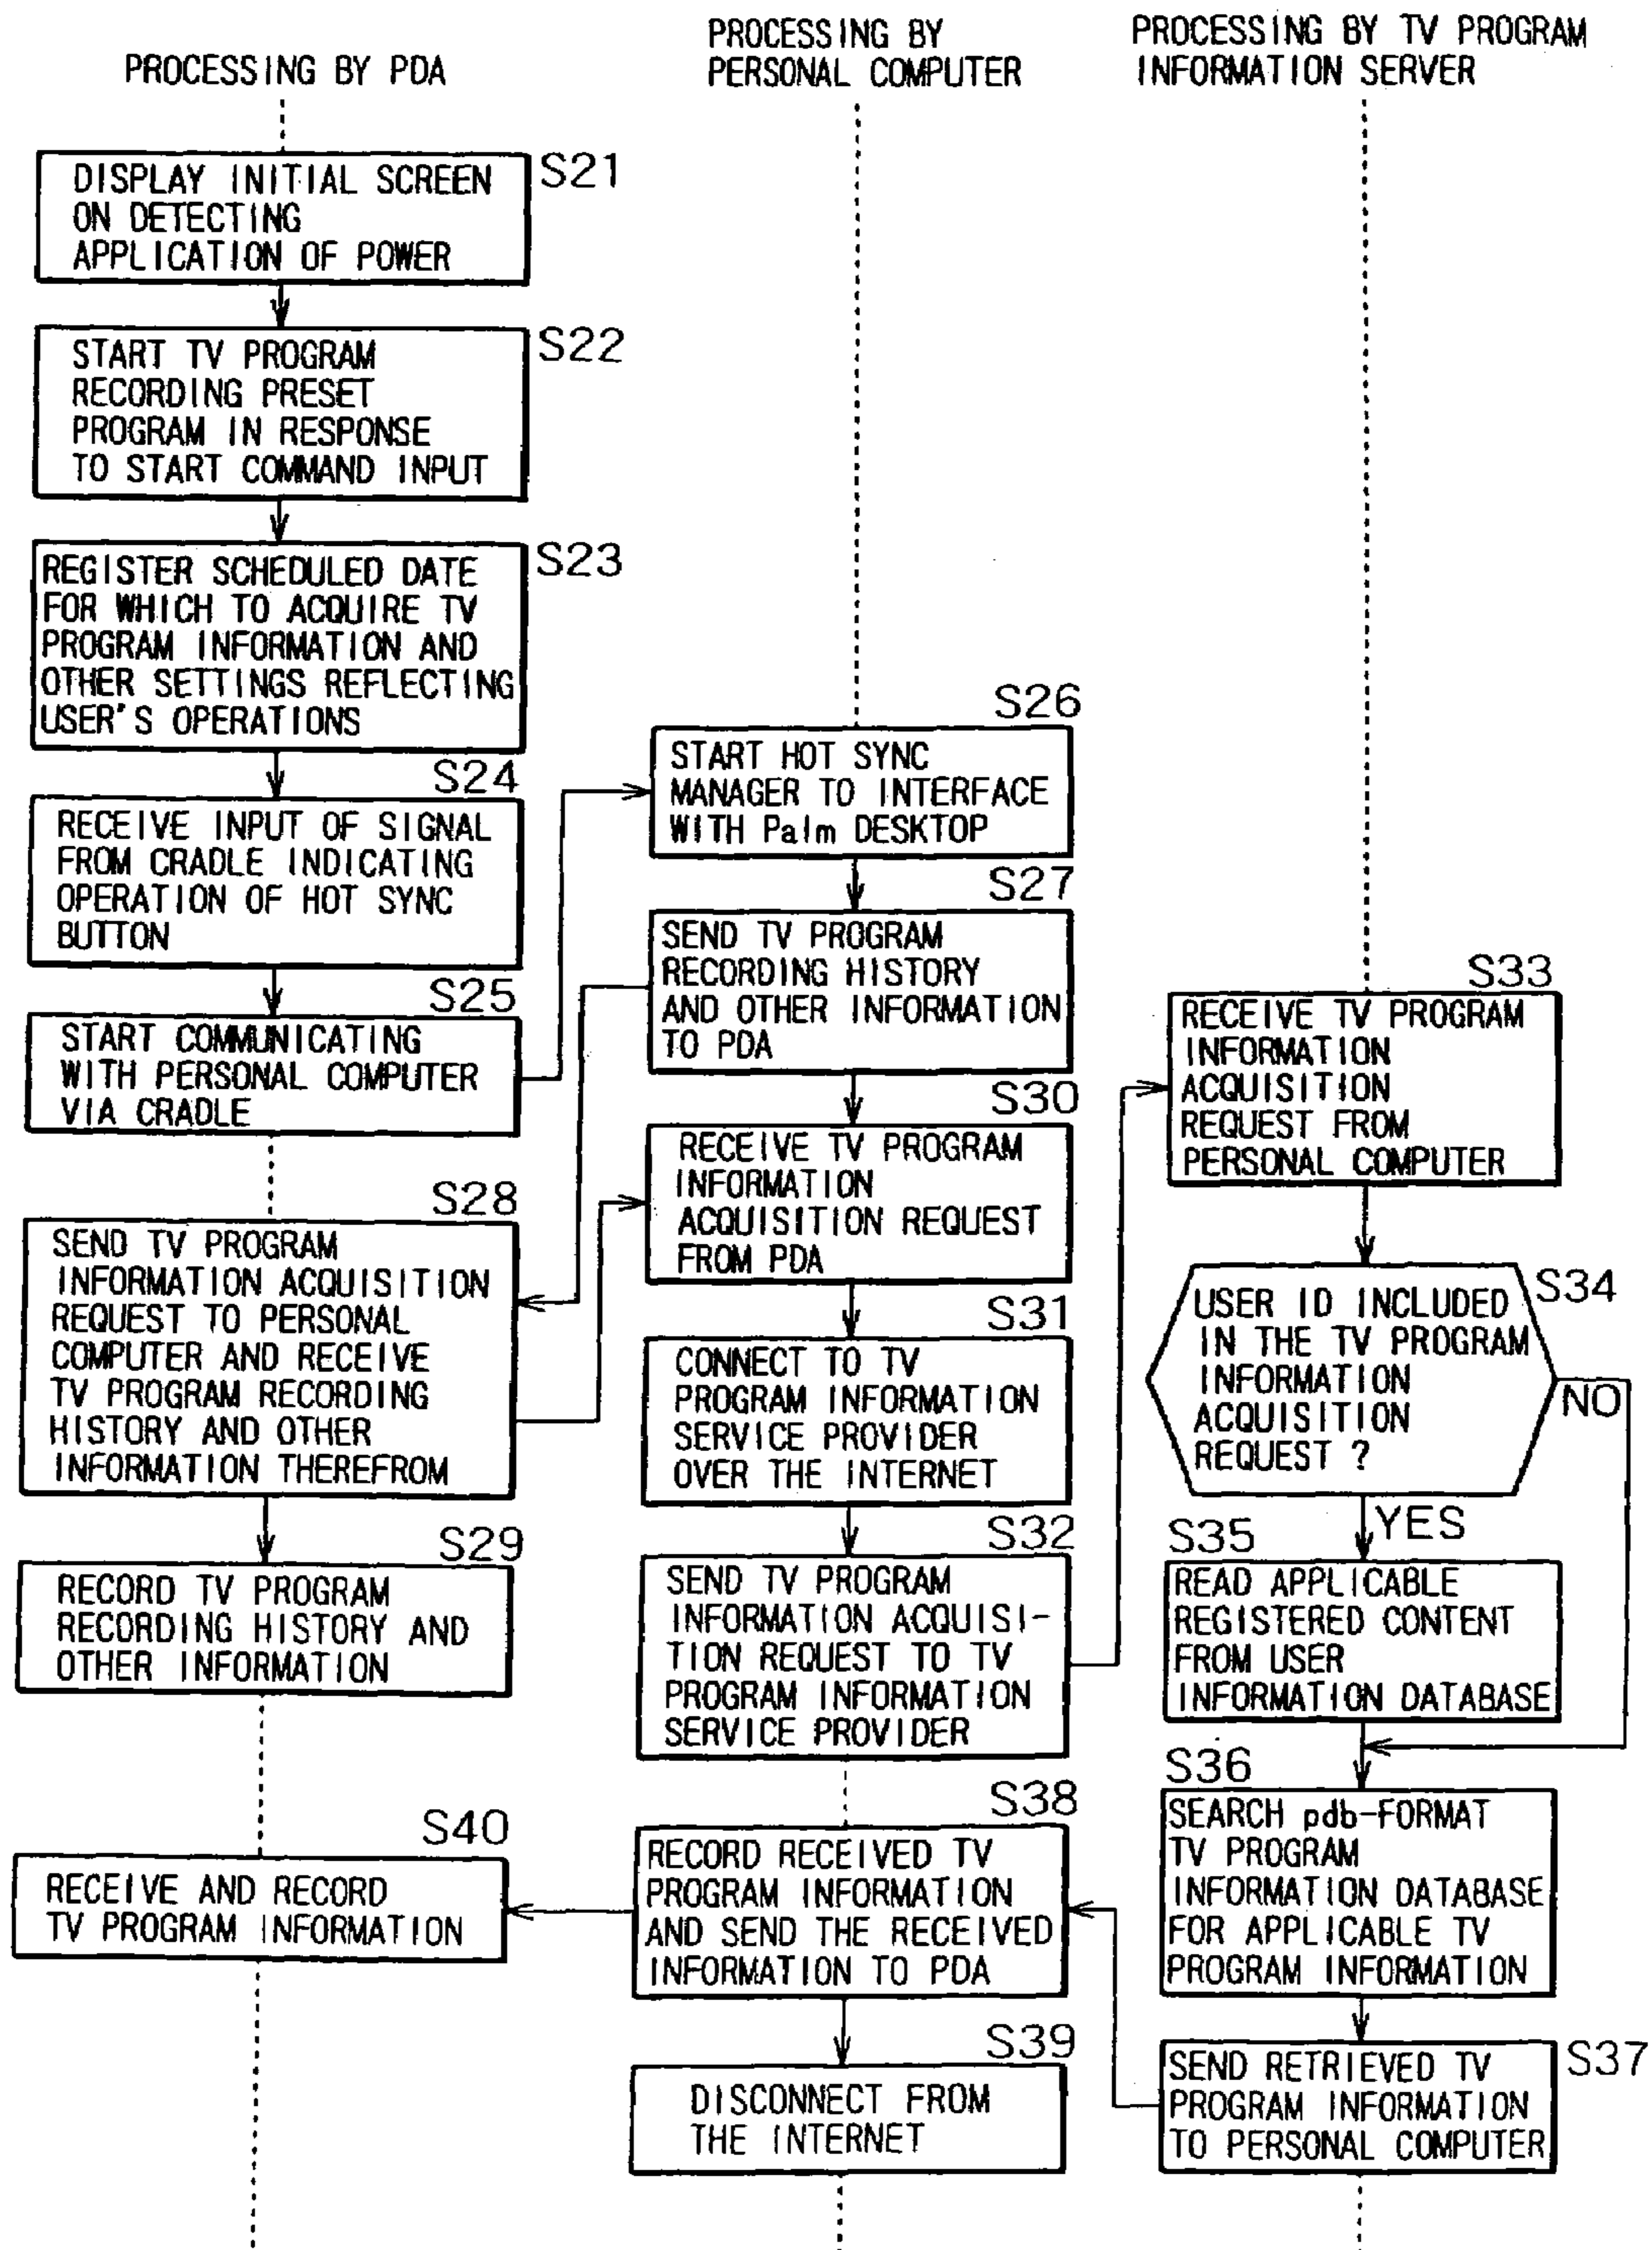 PROCESSING BY PDA
PROCESSING BY
PERSONAL COMPUTER
PROCESSING BY TV PROGRAM
INFORMATION SERVER
S21
DISPLAY INITIAL SCREEN
ON DETECTING
APPLICATION OF POWER
S22
START TV PROGRAM
RECORDING PRESET
PROGRAM IN RESPONSE
TO START COMMAND INPUT
S23
REGISTER SCHEDULED DATE
FOR WHICH TO ACQUIRE TV
PROGRAM INFORMATION AND
OTHER SETTINGS REFLECTING
USER'S OPERATIONS
S24
RECEIVE INPUT OF SIGNAL
FROM CRADLE INDICATING
OPERATION OF HOT SYNC
BUTTON
S25
START COMMUNICATING
WITH PERSONAL COMPUTER
VIA CRADLE
S26
START HOT SYNC
MANAGER TO INTERFACE
WITH Palm DESKTOP
S27
SEND TV PROGRAM
RECORDING HISTORY
AND OTHER INFORMATION
TO PDA
S28
SEND TV PROGRAM
INFORMATION ACQUISITION
REQUEST TO PERSONAL
COMPUTER AND RECEIVE
TV PROGRAM RECORDING
HISTORY AND OTHER
INFORMATION THEREFROM
S29
RECORD TV PROGRAM
RECORDING HISTORY AND
OTHER INFORMATION
S30
RECEIVE TV PROGRAM
INFORMATION
ACQUISITION REQUEST
FROM PDA
S31
CONNECT TO TV
PROGRAM INFORMATION
SERVICE PROVIDER
OVER THE INTERNET
S32
SEND TV PROGRAM
INFORMATION ACQUISI-
TION REQUEST TO TV
PROGRAM INFORMATION
SERVICE PROVIDER
S33
RECEIVE TV PROGRAM
INFORMATION
ACQUISITION
REQUEST FROM
PERSONAL COMPUTER
S34
USER ID INCLUDED
IN THE TV PROGRAM
INFORMATION
ACQUISITION
REQUEST ?
NO
YES
S35
READ APPLICABLE
REGISTERED CONTENT
FROM USER
INFORMATION DATABASE
S36
SEARCH pdb-FORMAT
TV PROGRAM
INFORMATION DATABASE
FOR APPLICABLE TV
PROGRAM INFORMATION
S37
SEND RETRIEVED TV
PROGRAM INFORMATION
TO PERSONAL COMPUTER
S38
RECORD RECEIVED TV
PROGRAM INFORMATION
AND SEND THE RECEIVED
INFORMATION TO PDA
S39
DISCONNECT FROM
THE INTERNET
S40
RECEIVE AND RECORD
TV PROGRAM INFORMATION